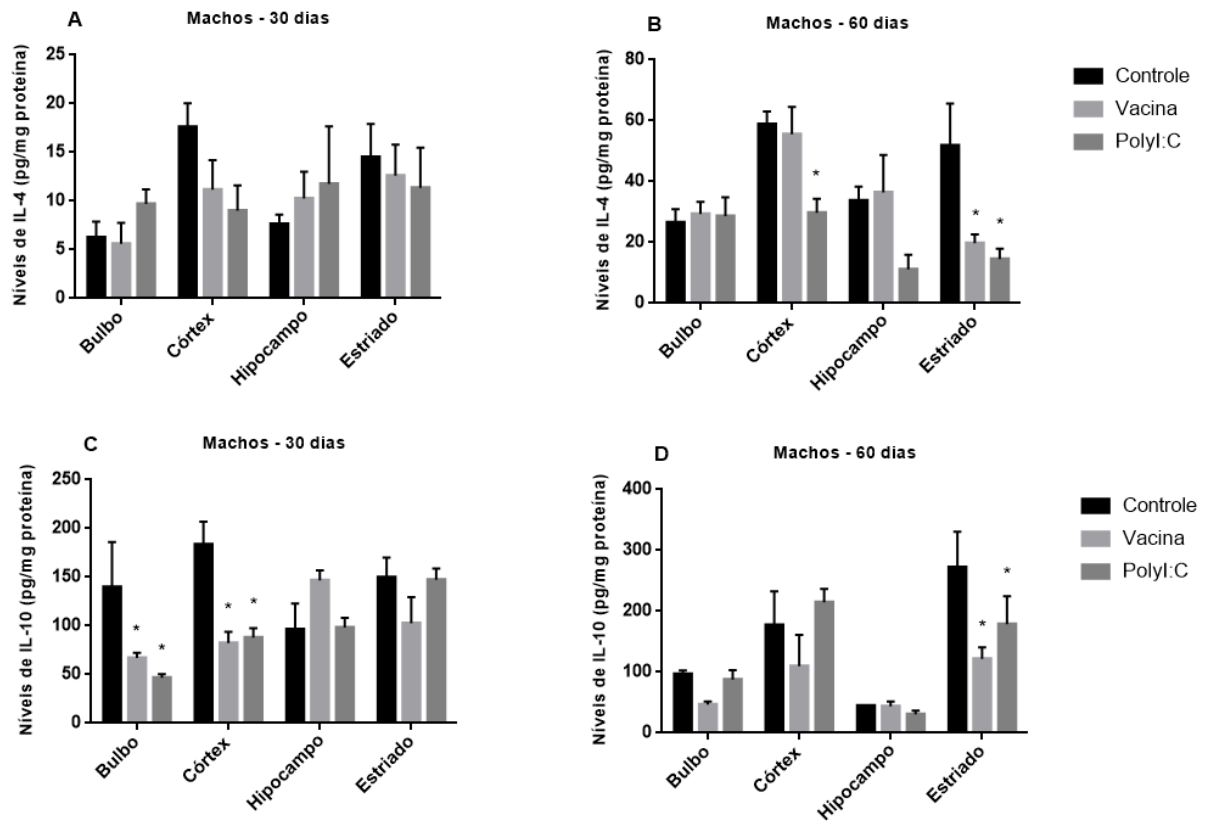 A
Machos - 30 dias
Níveis de IL-4 (pg/mg proteína)
25
20
15
10
5
0
Bulbo
Córtex
Hipocampo
Estriado
B
Machos - 60 dias
Níveis de IL-4 (pg/mg proteína)
80
60
40
20
0
*
*
*
Bulbo
Córtex
Hipocampo
Estriado
Controle
Vacina
PolyI:C
C
Machos - 30 dias
Níveis de IL-10 (pg/mg proteína)
250
200
150
100
50
0
*
*
*
*
Bulbo
Córtex
Hipocampo
Estriado
D
Machos - 60 dias
Níveis de IL-10 (pg/mg proteína)
400
300
200
100
0
*
*
Bulbo
Córtex
Hipocampo
Estriado
Controle
Vacina
PolyI:C